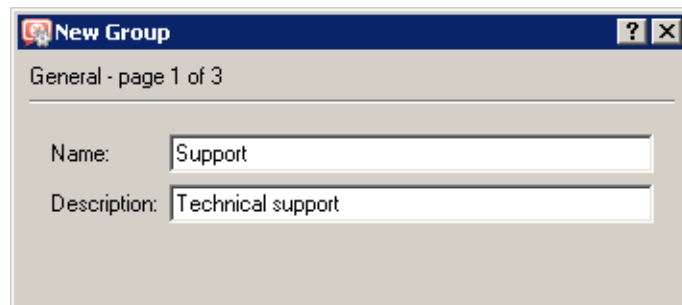 New Group
General - page 1 of 3
Name: Support
Description: Technical support